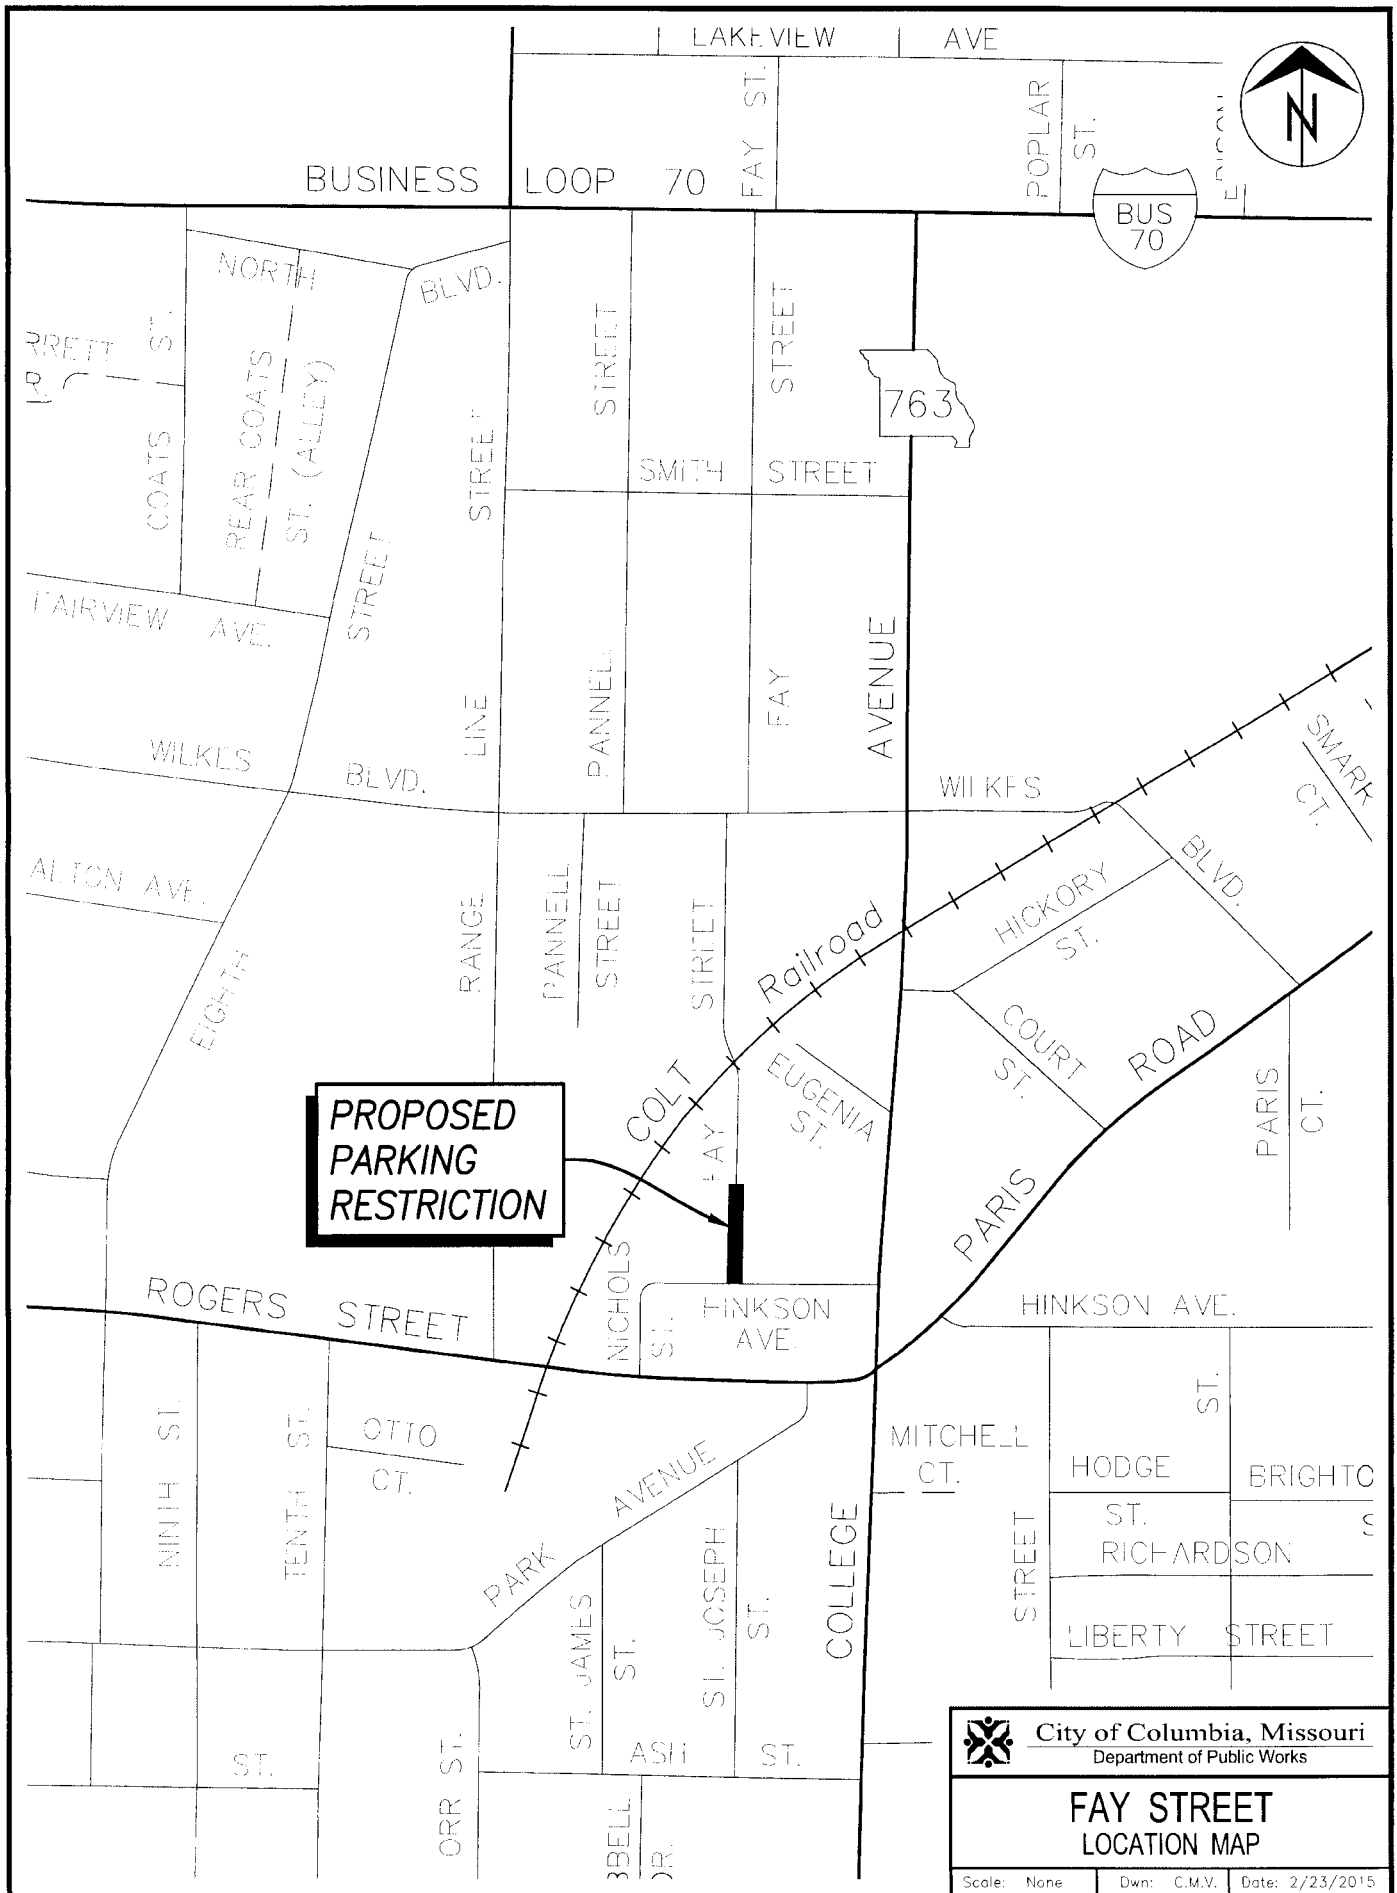 LAKEVIEW AVE
FAY ST.
POPLAR ST.
N
BUSINESS LOOP 70
BUS
70
NORTH BLVD.
COATS ST.
REAR COATS
ST. (ALLEY)
STREET
STREET
763
SMITH STREET
FAIRVIEW AVE.
EIGHTH STREET
RANGE LINE STREET
PANNELL
FAY
COLLEGE AVENUE
WILKES BLVD.
WILKES BLVD.
SMARR
CT.
ALTON AVE.
PANNELL
STREET
FAY STREET
COLT Railroad
HICKORY
ST.
EUGENIA
ST.
COURT
ST.
PARIS ROAD
PARIS
CT.
PROPOSED
PARKING
RESTRICTION
NICHOLS
ST.
HINKSON
AVE.
HINKSON AVE.
ROGERS STREET
NINTH ST.
TENTH ST.
OTTO
CT.
PARK AVENUE
MITCHELL
CT.
STREET
ST.
HODGE
ST.
BRIGHTO
RICHARDSON
LIBERTY STREET
ST. JAMES
ST.
ST. JOSEPH
ST.
ST.
ORR ST.
ASH ST.
BBELL
DR.
City of Columbia, Missouri
Department of Public Works
FAY STREET
LOCATION MAP
Scale: None Dwn: C.M.V. Date: 2/23/2015